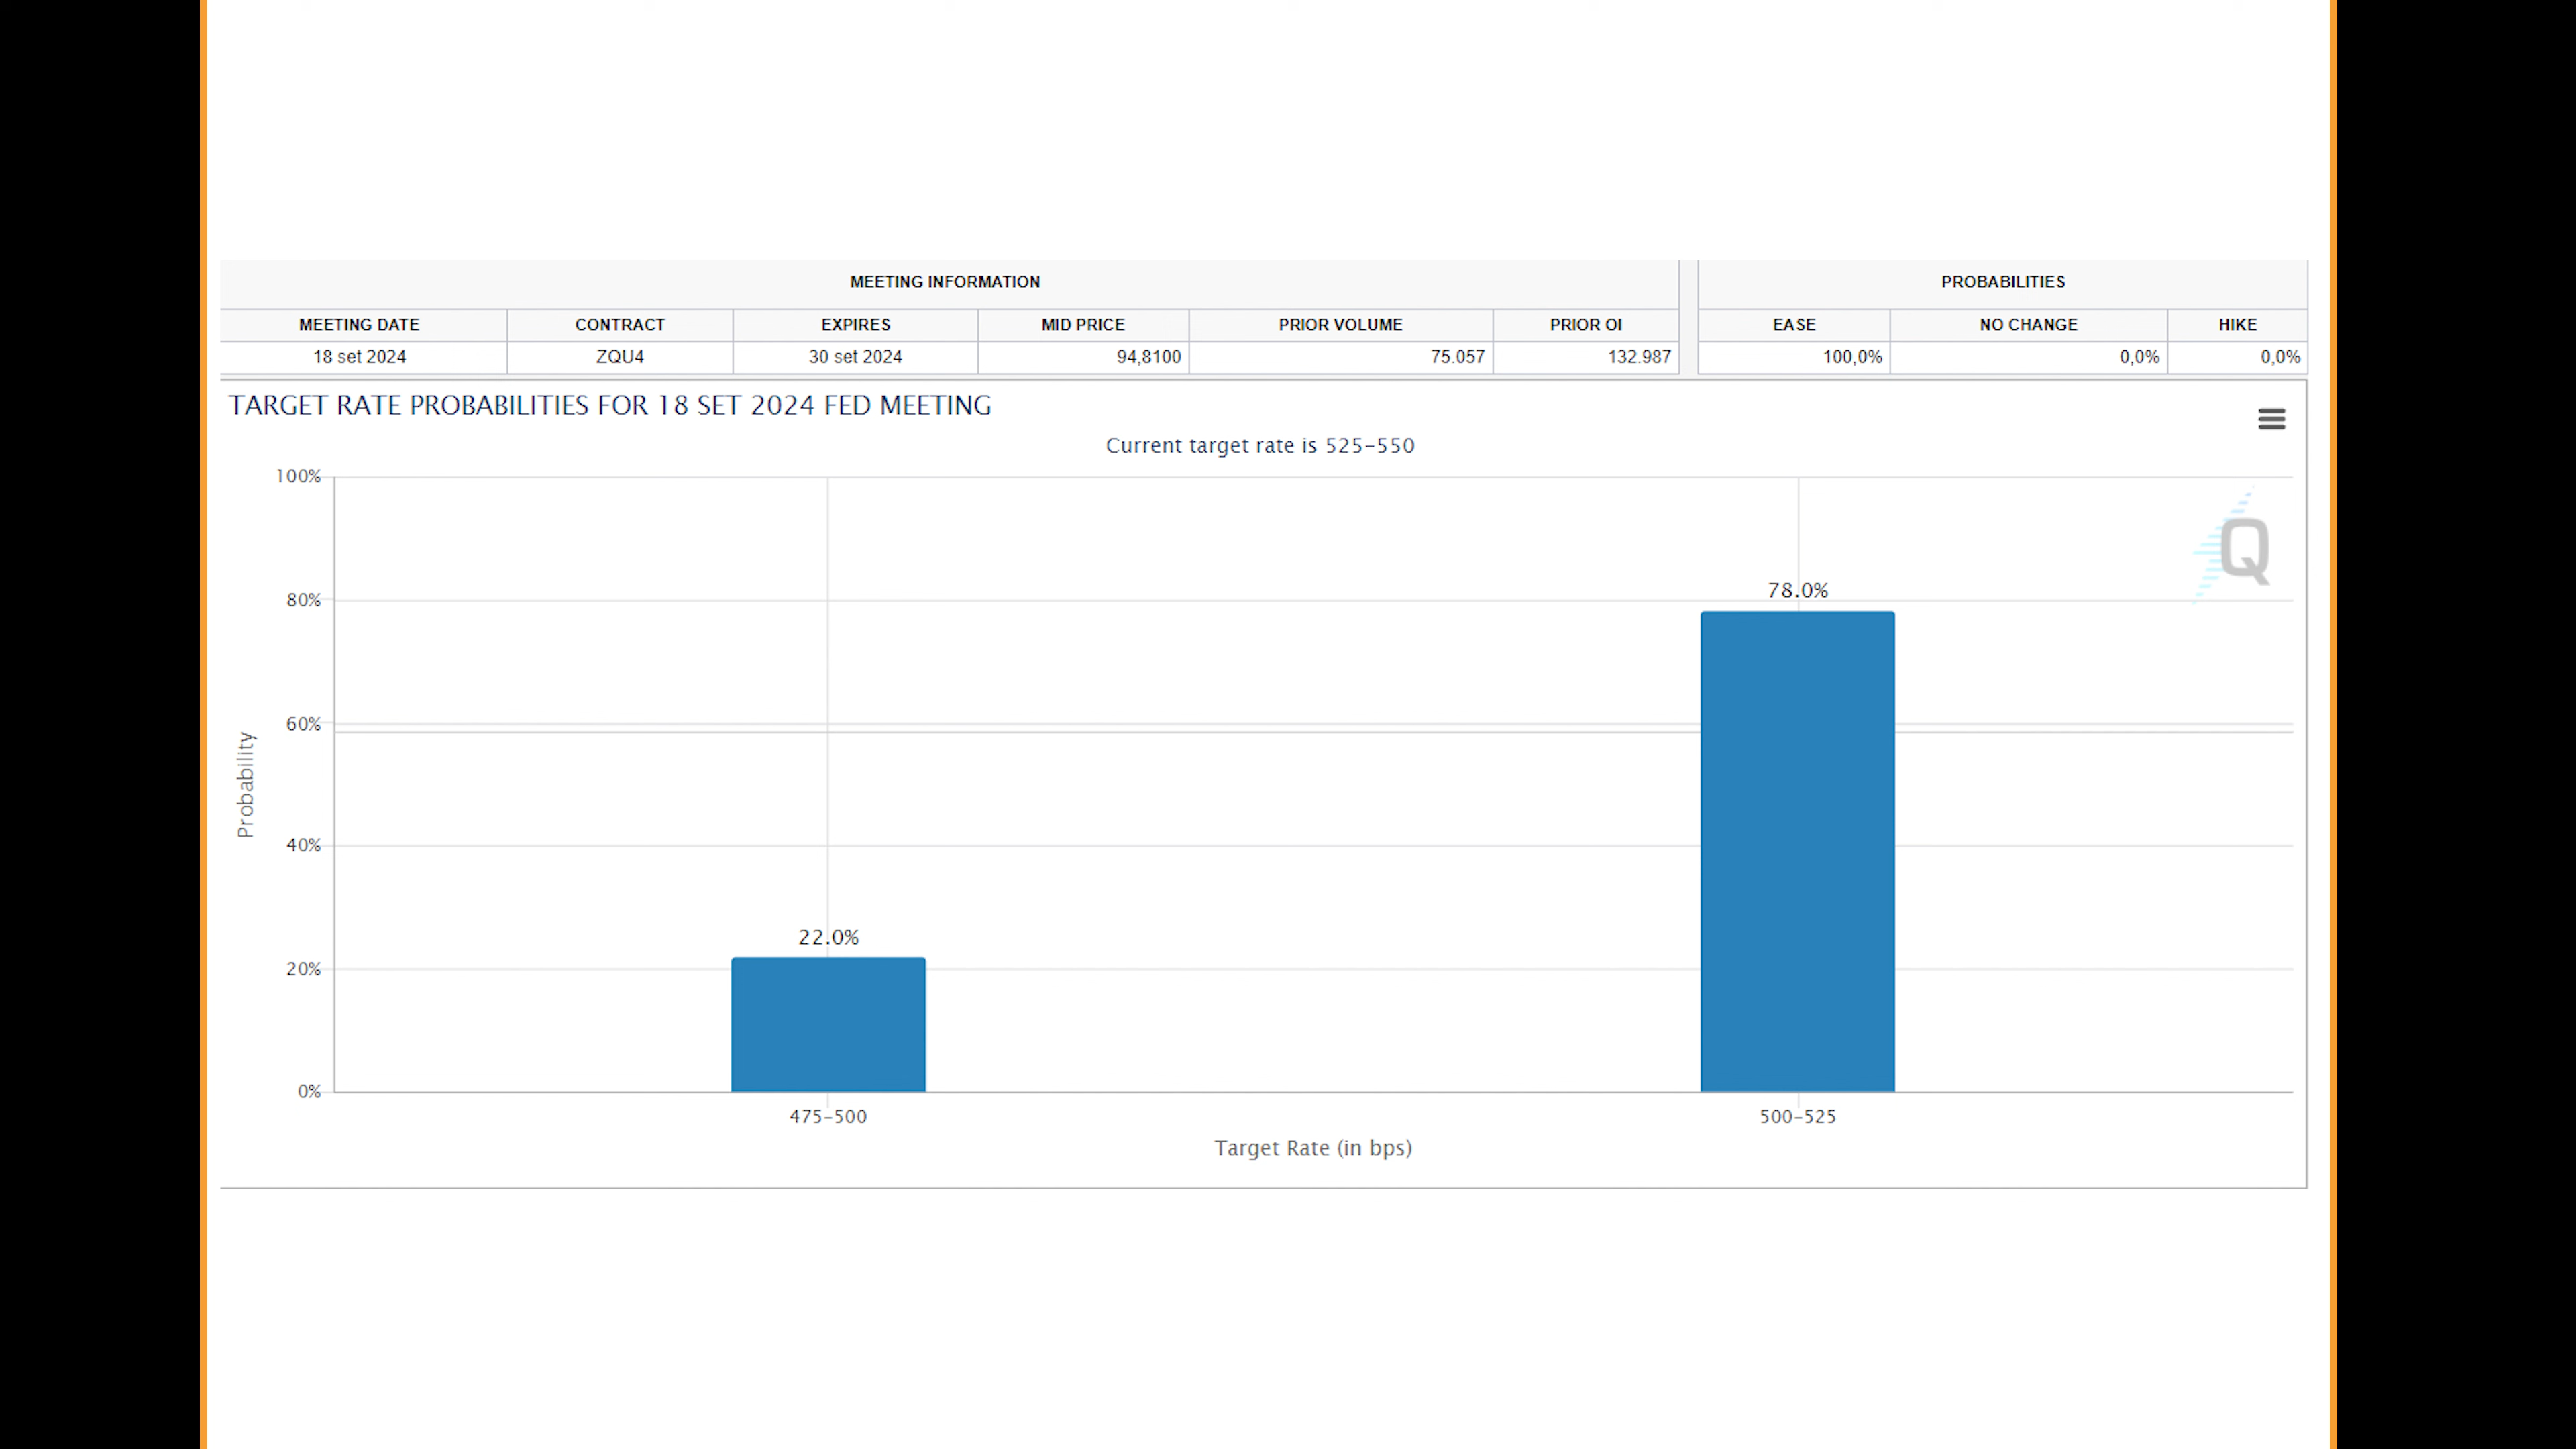 MEETING INFORMATION PROBABILITIES
MEETING DATE CONTRACT EXPIRES MID PRICE PRIOR VOLUME PRIOR OI EASE NO CHANGE HIKE
18 set 2024 ZQU4 30 set 2024 94,8100 75.057 132.987 100,0% 0,0% 0,0%
TARGET RATE PROBABILITIES FOR 18 SET 2024 FED MEETING
Current target rate is 525-550
100%
80%
60%
40%
20%
0%
Probability
22.0%
78.0%
475-500
500-525
Target Rate (in bps)
Q